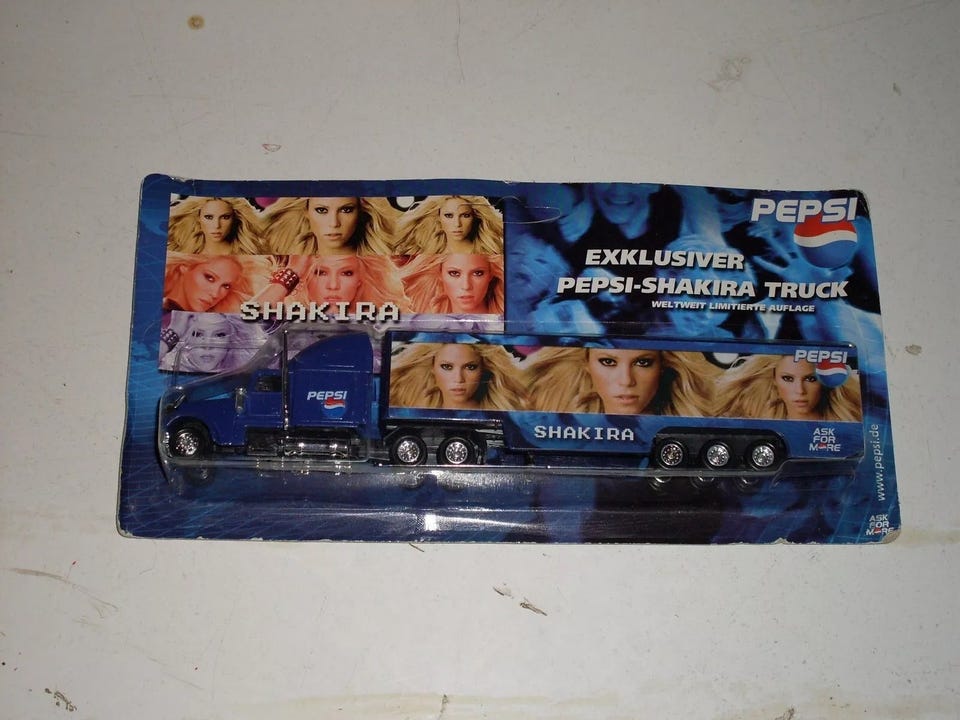 PEPSI
EXKLUSIVER
PEPSI-SHAKIRA TRUCK
WELTWEIT LIMITIERTE AUFLAGE
SHAKIRA
PEPSI
PEPSI
SHAKIRA
ASK
FOR
MORE
www.pepsi.de
ASK
FOR
MORE